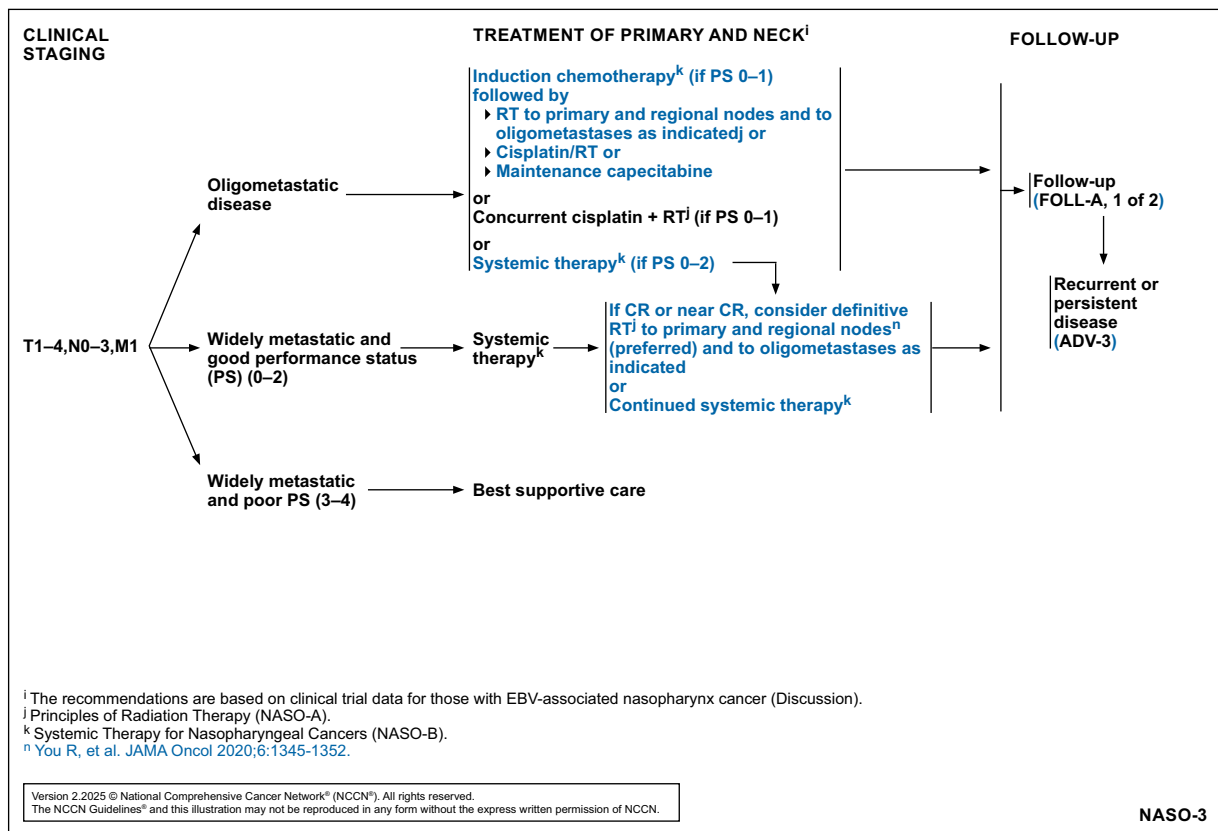 CLINICAL
STAGING
TREATMENT OF PRIMARY AND NECKⁱ
FOLLOW-UP
T1–4,N0–3,M1
Oligometastatic
disease
Induction chemotherapyᵏ (if PS 0–1)
followed by
RT to primary and regional nodes and to
oligometastases as indicatedj or
Cisplatin/RT or
Maintenance capecitabine
or
Concurrent cisplatin + RTʲ (if PS 0–1)
or
Systemic therapyᵏ (if PS 0–2)
Widely metastatic and
good performance status
(PS) (0–2)
Systemic
therapyᵏ
If CR or near CR, consider definitive
RTʲ to primary and regional nodesⁿ
(preferred) and to oligometastases as
indicated
or
Continued systemic therapyᵏ
Widely metastatic
and poor PS (3–4)
Best supportive care
Follow-up
(FOLL-A, 1 of 2)
Recurrent or
persistent
disease
(ADV-3)
ⁱ The recommendations are based on clinical trial data for those with EBV-associated nasopharynx cancer (Discussion).
ʲ Principles of Radiation Therapy (NASO-A).
ᵏ Systemic Therapy for Nasopharyngeal Cancers (NASO-B).
ⁿ You R, et al. JAMA Oncol 2020;6:1345-1352.
Version 2.2025 © National Comprehensive Cancer Network® (NCCN®). All rights reserved.
The NCCN Guidelines® and this illustration may not be reproduced in any form without the express written permission of NCCN.
NASO-3